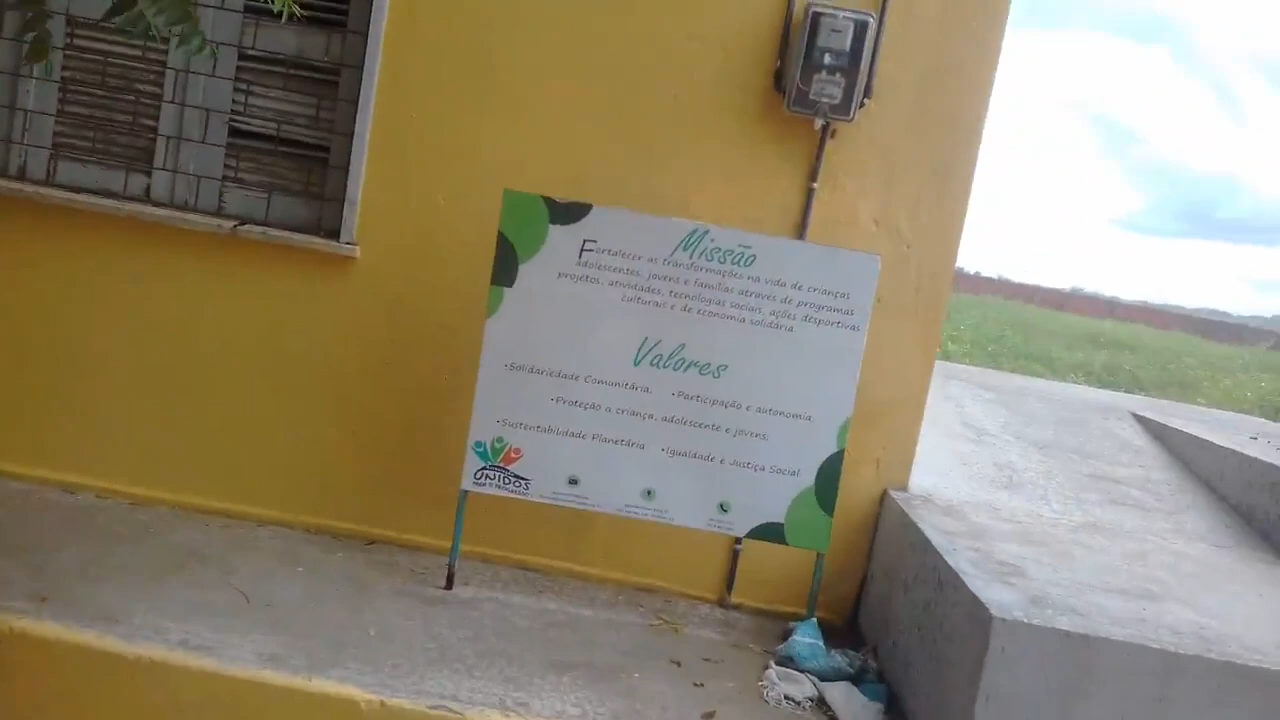 Missão
Fortalecer as transformações na vida de crianças
adolescentes, jovens e famílias através de programas
projetos, atividades, tecnologias sociais, ações desportivas
culturais e de economia solidária.
Valores
•Solidariedade Comunitária, •Participação e autonomia
•Proteção a criança, adolescente e jovens,
•Sustentabilidade Planetária •Igualdade e Justiça Social
UNIDOS
PARA O PROGRESSO